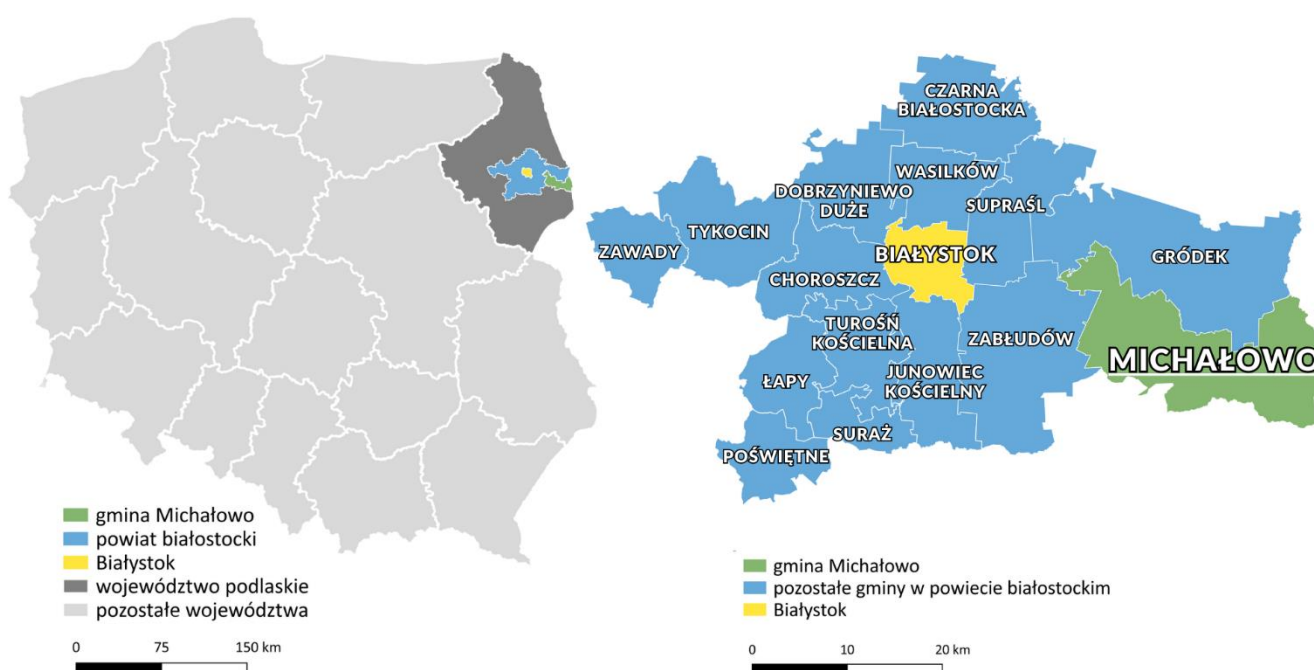 CZARNA
BIAŁOSTOCKA
WASILKÓW
DOBRZYNIEWO
DUŻE
SUPRAŚL
TYKOCIN
ZAWADY
BIAŁYSTOK
GRÓDEK
CHOROSZCZ
TUROŚŃ
KOŚCIELNA
ZABŁUDÓW
MICHAŁOWO
ŁAPY
JUNOWIEC
KOŚCIELNY
SURAŻ
POŚWIĘTNE
gmina Michałowo
powiat białostocki
Białystok
województwo podlaskie
pozostałe województwa
0 75 150 km
gmina Michałowo
pozostałe gminy w powiecie białostockim
Białystok
0 10 20 km